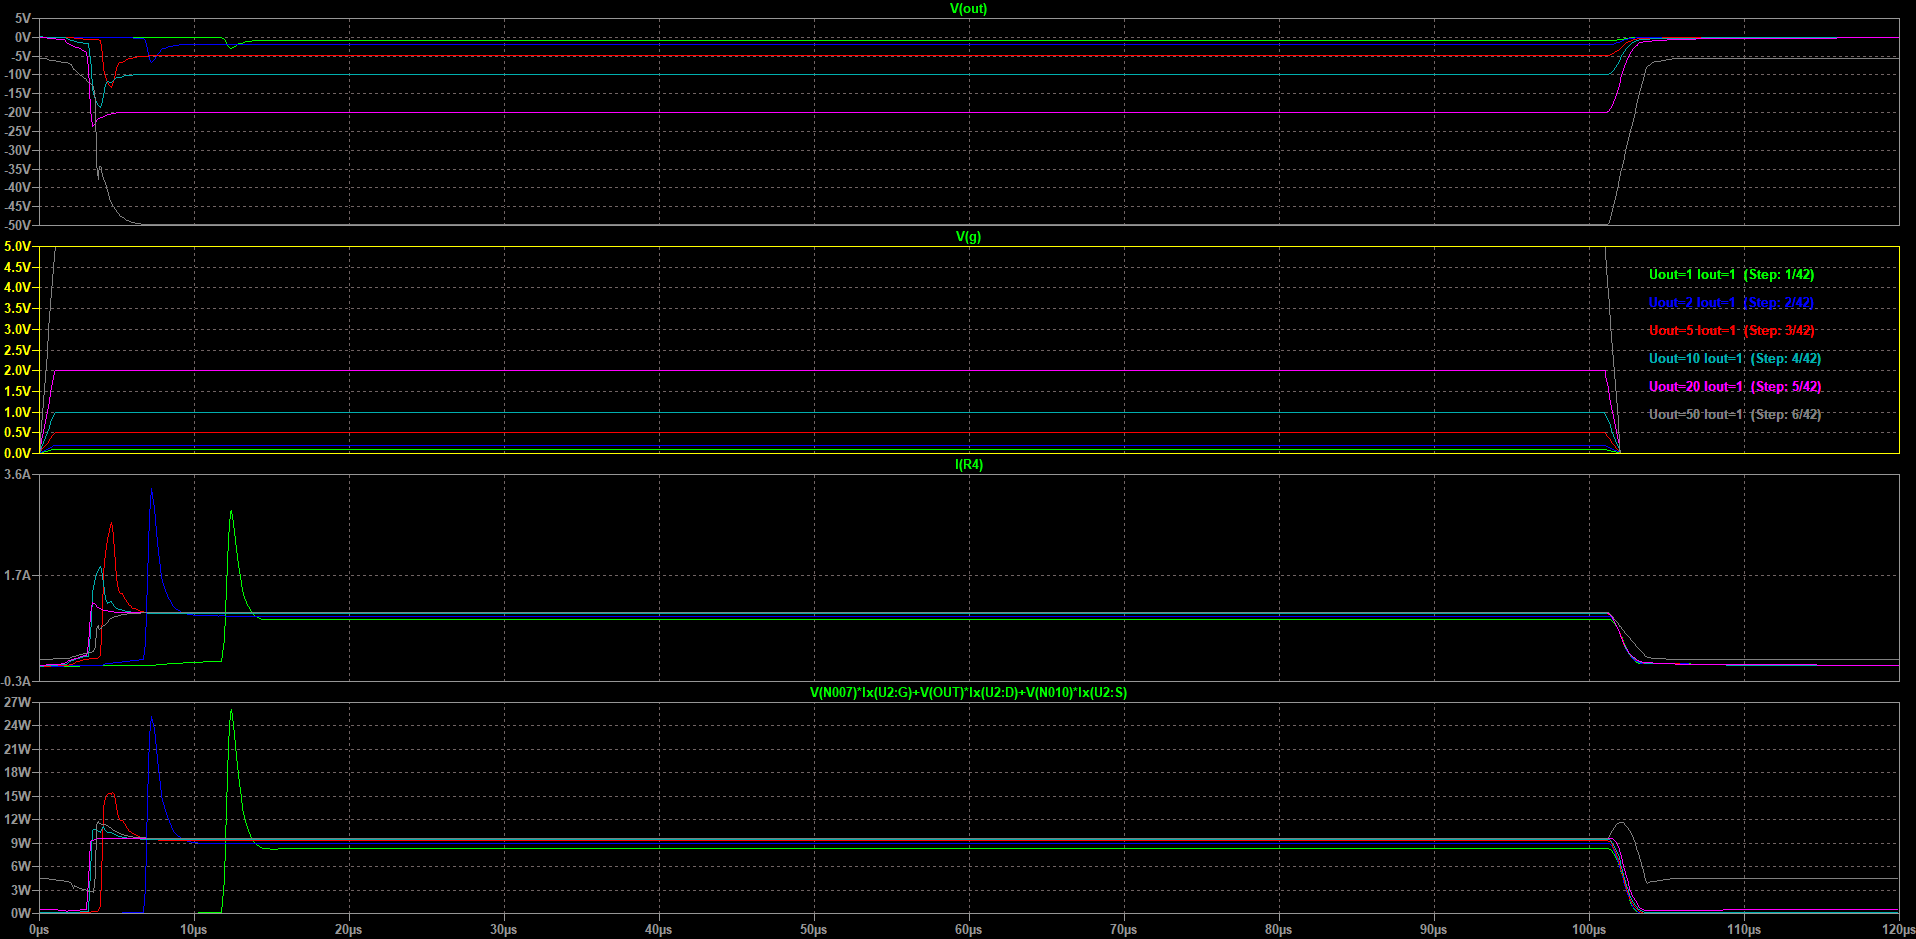 V(out)
5V
0V
-5V
-10V
-15V
-20V
-25V
-30V
-35V
-40V
-45V
-50V
V(g)
5.0V
4.5V
4.0V
3.5V
3.0V
2.5V
2.0V
1.5V
1.0V
0.5V
0.0V
Uout=1 Iout=1 (Step: 1/42)
Uout=2 Iout=1 (Step: 2/42)
Uout=5 Iout=1 (Step: 3/42)
Uout=10 Iout=1 (Step: 4/42)
Uout=20 Iout=1 (Step: 5/42)
Uout=50 Iout=1 (Step: 6/42)
I(R4)
3.6A
1.7A
-0.3A
V(N007)*Ix(U2:G)+V(OUT)*Ix(U2:D)+V(N010)*Ix(U2:S)
27W
24W
21W
18W
15W
12W
9W
6W
3W
0W
0µs 10µs 20µs 30µs 40µs 50µs 60µs 70µs 80µs 90µs 100µs 110µs 120µs